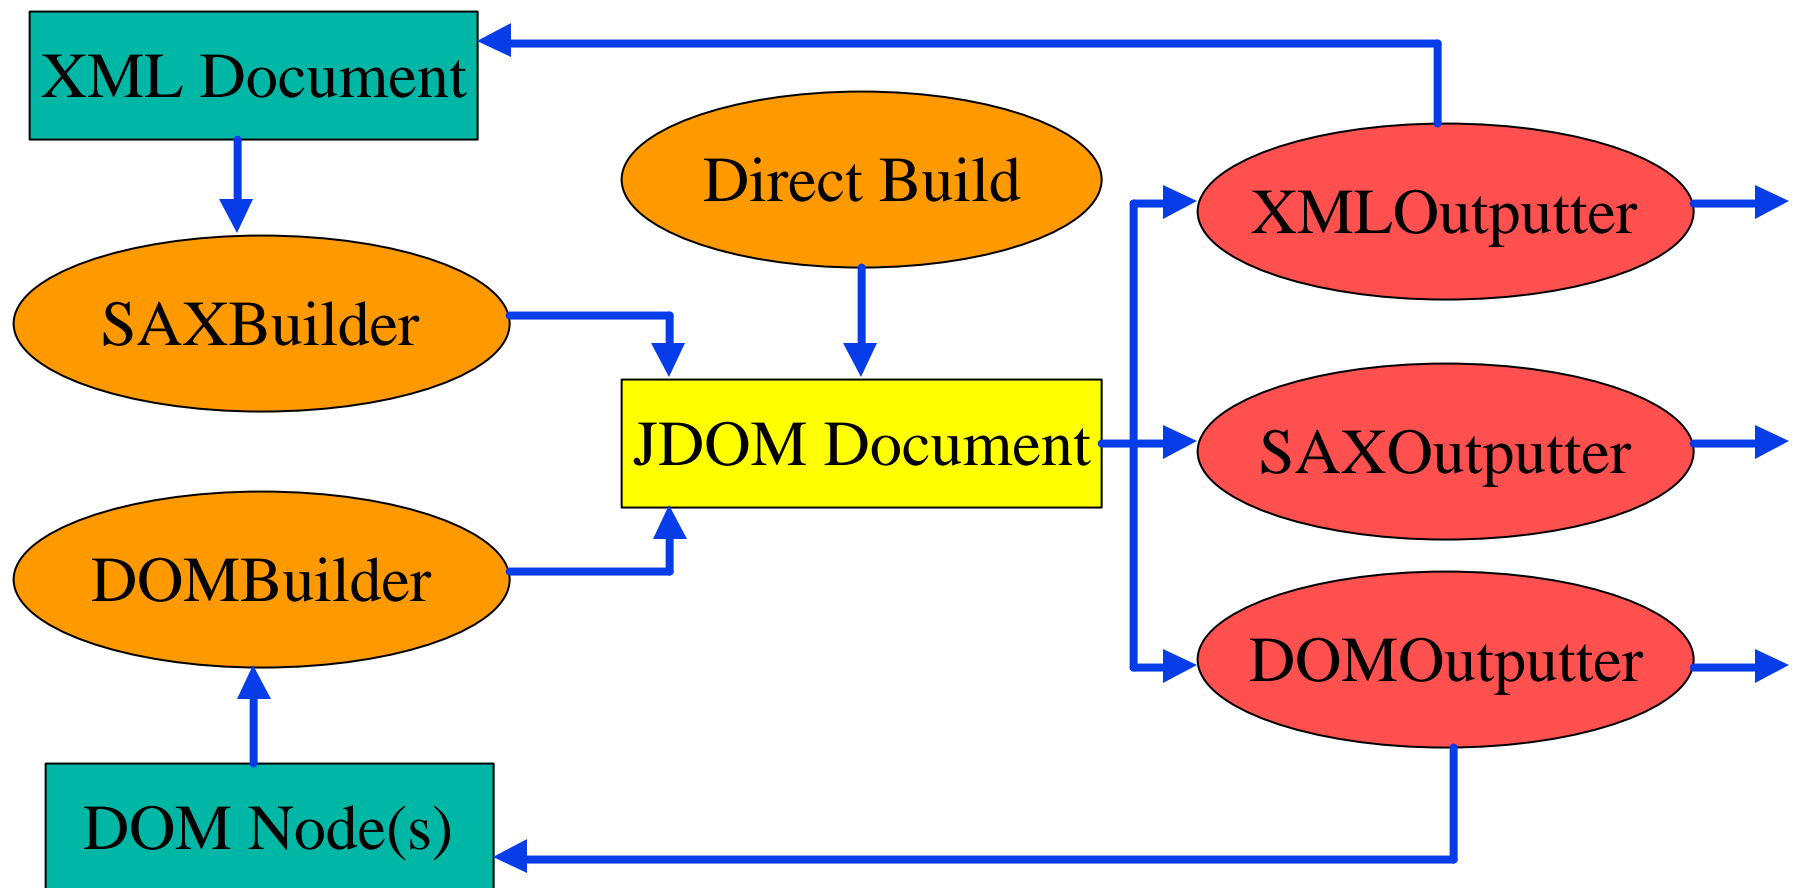 XML Document
Direct Build
XMLOutputter
SAXBuilder
JDOM Document
SAXOutputter
DOMBuilder
DOMOutputter
DOM Node(s)